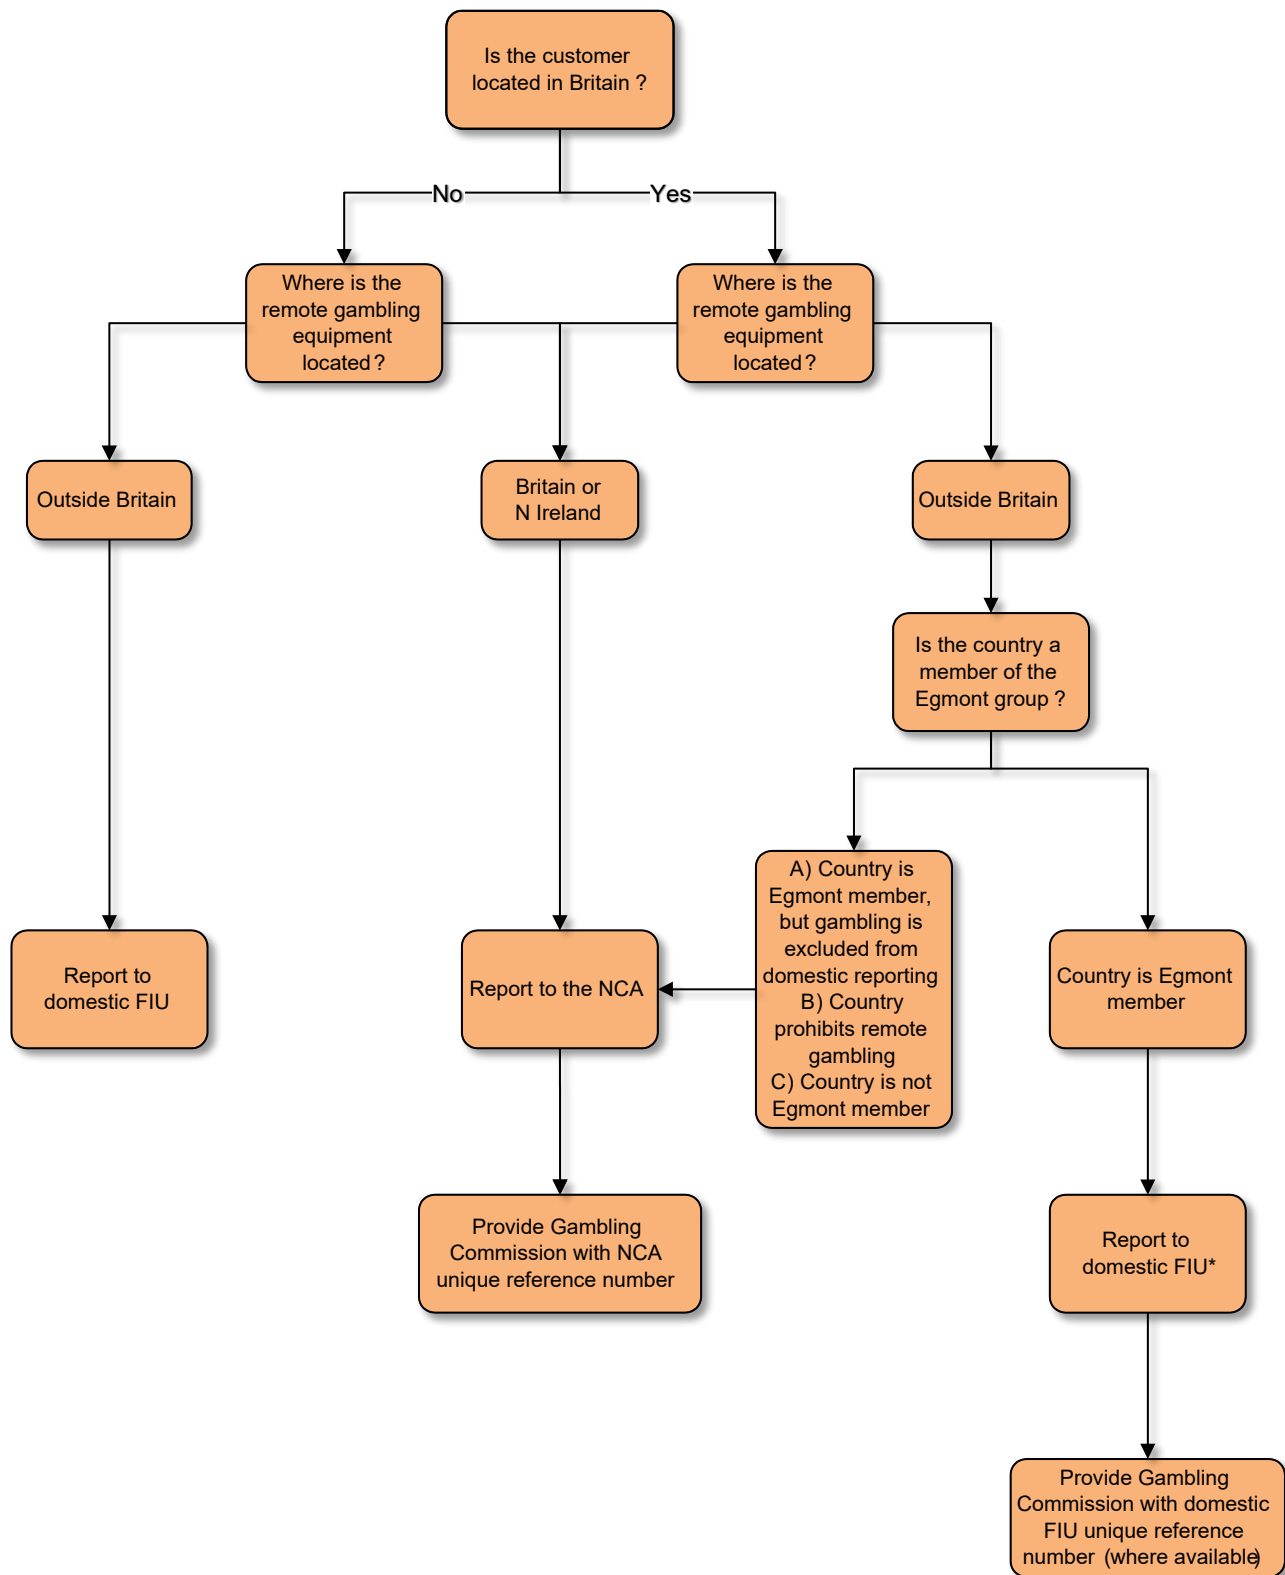 Is the customer
located in Britain ?
No
Yes
Where is the
remote gambling
equipment
located ?
Where is the
remote gambling
equipment
located ?
Outside Britain
Britain or
N Ireland
Outside Britain
Is the country a
member of the
Egmont group ?
A) Country is
Egmont member,
but gambling is
excluded from
domestic reporting
B) Country
prohibits remote
gambling
C) Country is not
Egmont member
Report to
domestic FIU
Report to the NCA
Country is Egmont
member
Provide Gambling
Commission with NCA
unique reference number
Report to
domestic FIU*
Provide Gambling
Commission with domestic
FIU unique reference
number (where available)